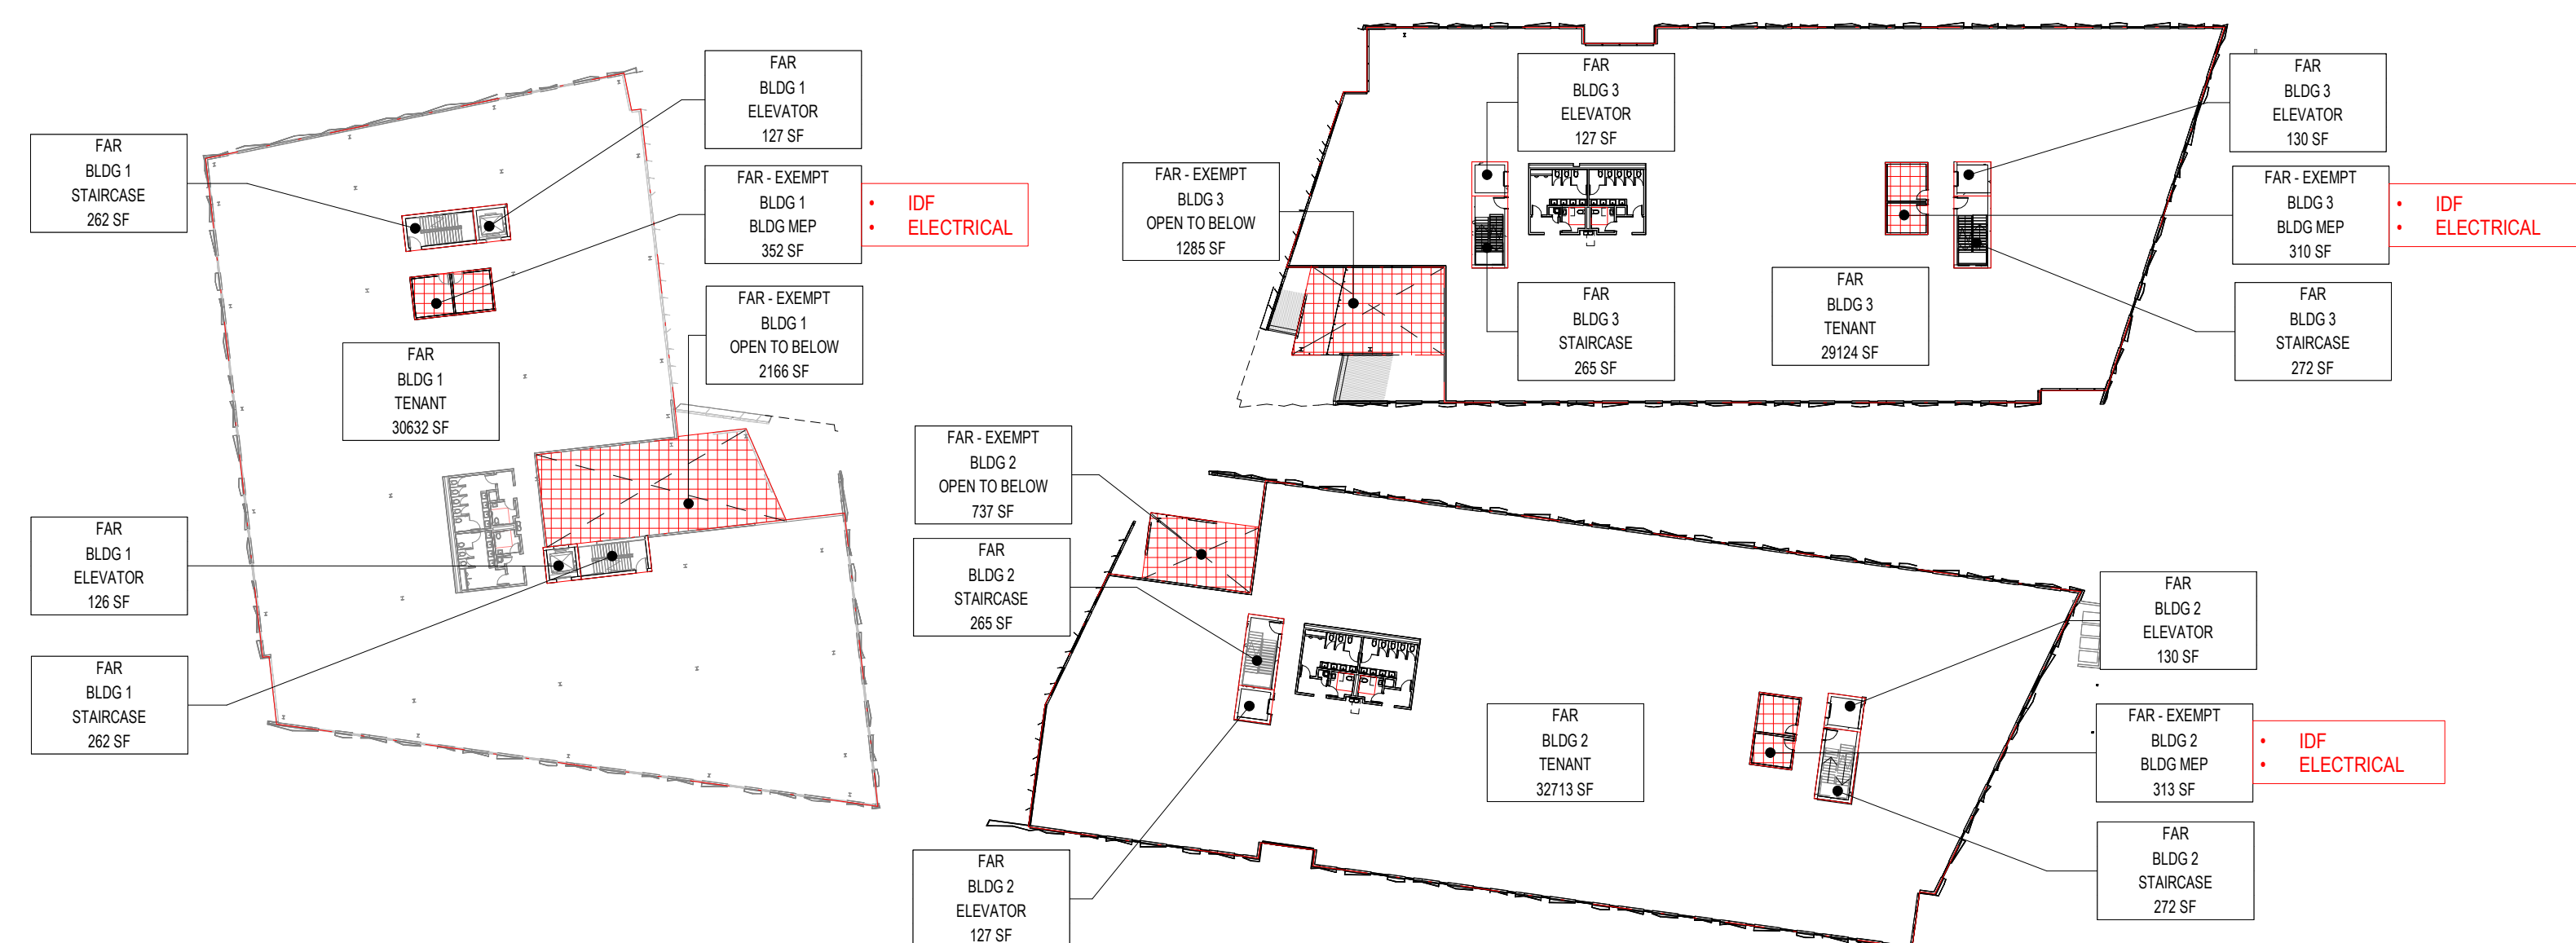 FAR
BLDG 1
STAIRCASE
262 SF
FAR
BLDG 1
ELEVATOR
127 SF
FAR - EXEMPT
BLDG 1
BLDG MEP
352 SF
• IDF
• ELECTRICAL
FAR - EXEMPT
BLDG 1
OPEN TO BELOW
2166 SF
FAR
BLDG 1
TENANT
30632 SF
FAR
BLDG 1
ELEVATOR
126 SF
FAR
BLDG 1
STAIRCASE
262 SF
FAR
BLDG 3
ELEVATOR
127 SF
FAR - EXEMPT
BLDG 3
OPEN TO BELOW
1285 SF
FAR
BLDG 3
STAIRCASE
265 SF
FAR
BLDG 3
TENANT
29124 SF
FAR
BLDG 3
ELEVATOR
130 SF
FAR - EXEMPT
BLDG 3
BLDG MEP
310 SF
• IDF
• ELECTRICAL
FAR
BLDG 3
STAIRCASE
272 SF
FAR - EXEMPT
BLDG 2
OPEN TO BELOW
737 SF
FAR
BLDG 2
STAIRCASE
265 SF
FAR
BLDG 2
ELEVATOR
127 SF
FAR
BLDG 2
TENANT
32713 SF
FAR
BLDG 2
ELEVATOR
130 SF
FAR - EXEMPT
BLDG 2
BLDG MEP
313 SF
• IDF
• ELECTRICAL
FAR
BLDG 2
STAIRCASE
272 SF